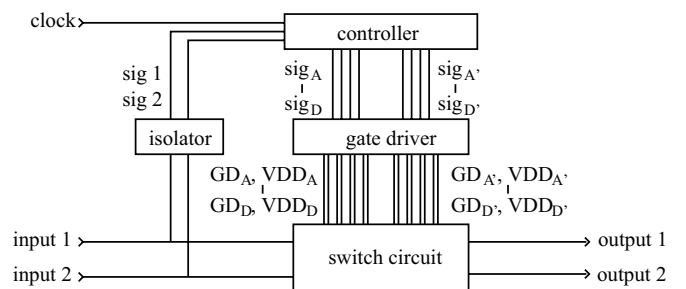 clock
controller
sig 1
sig 2
sigA
sigD
sigA'
sigD'
isolator
gate driver
GDA, VDDA
GDD, VDDD
GDA', VDDA'
GDD', VDDD'
input 1
input 2
switch circuit
output 1
output 2